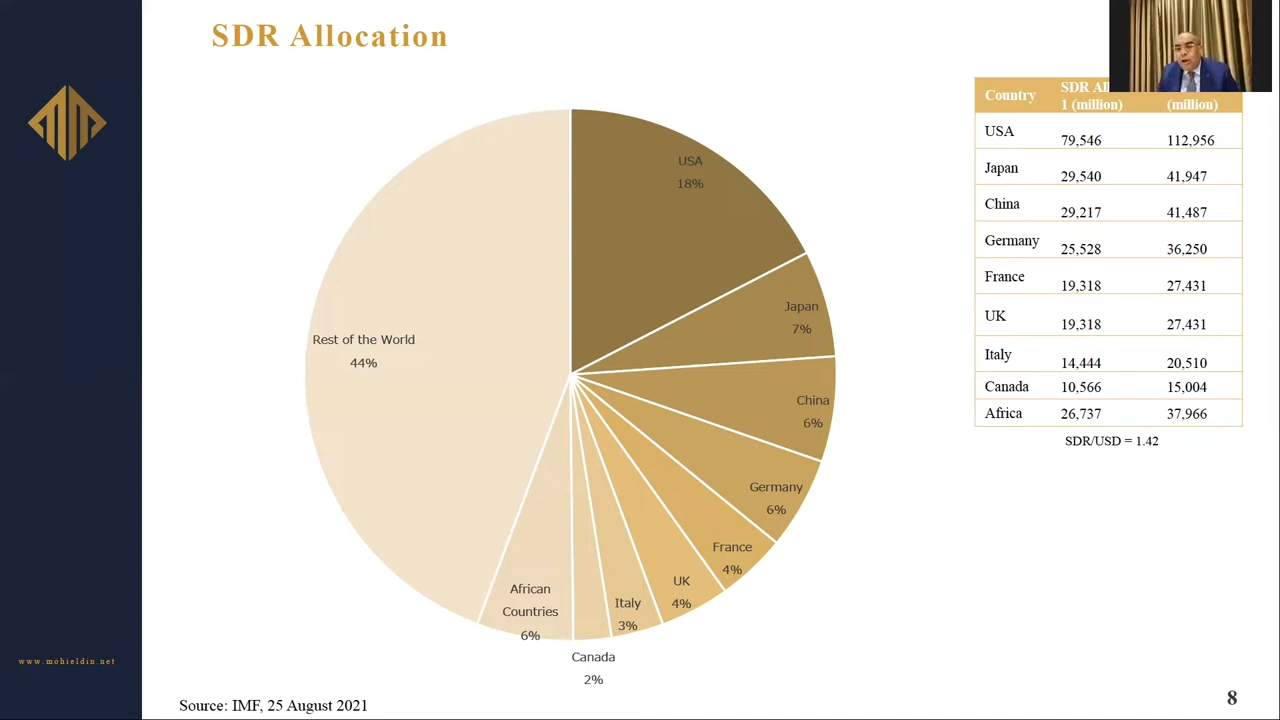 SDR Allocation
USA
18%
Japan
7%
China
6%
Germany
6%
France
4%
UK
4%
Italy
3%
Canada
2%
African
Countries
6%
Rest of the World
44%
Country SDR
1 (million) (million)
USA 79,546 112,956
Japan 29,540 41,947
China 29,217 41,487
Germany 25,528 36,250
France 19,318 27,431
UK 19,318 27,431
Italy 14,444 20,510
Canada 10,566 15,004
Africa 26,737 37,966
SDR/USD = 1.42
www.mohieldin.net
Source: IMF, 25 August 2021
8